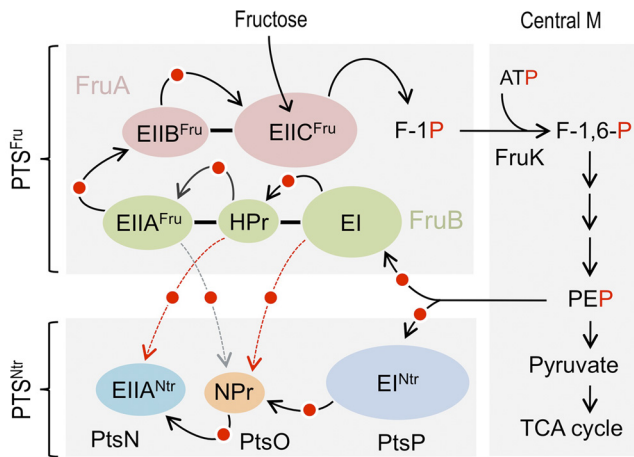 Fructose
Central M
FruA
ATP
EIIB^Fru
EIIC^Fru
F-1P
F-1,6-P
FruK
PTS^Fru
EIIA^Fru
HPr
EI
FruB
PEP
PTS^Ntr
EIIA^Ntr
NPr
EI^Ntr
Pyruvate
PtsN
PtsO
PtsP
TCA cycle